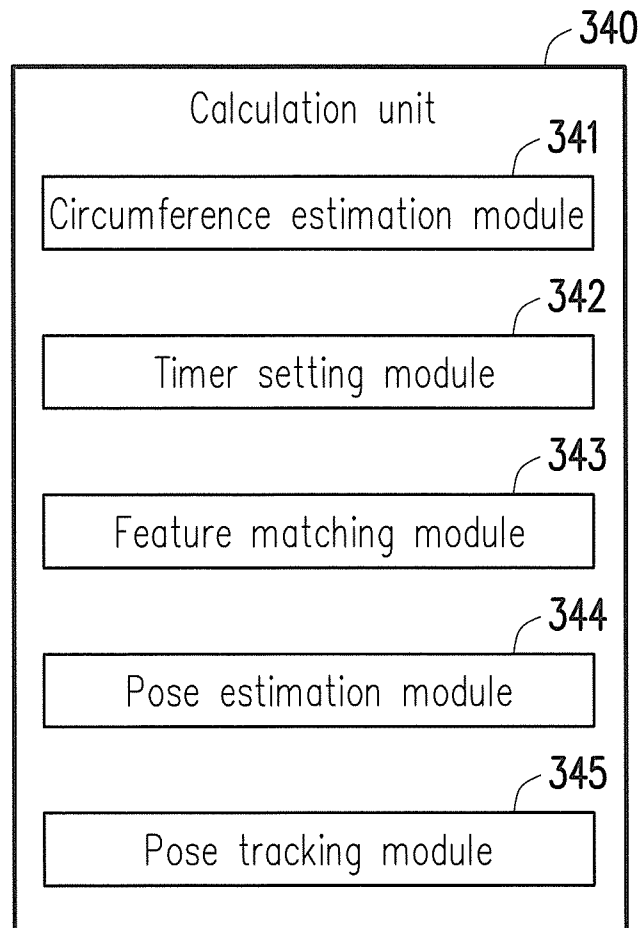 340
Calculation unit
341
Circumference estimation module
342
Timer setting module
343
Feature matching module
344
Pose estimation module
345
Pose tracking module